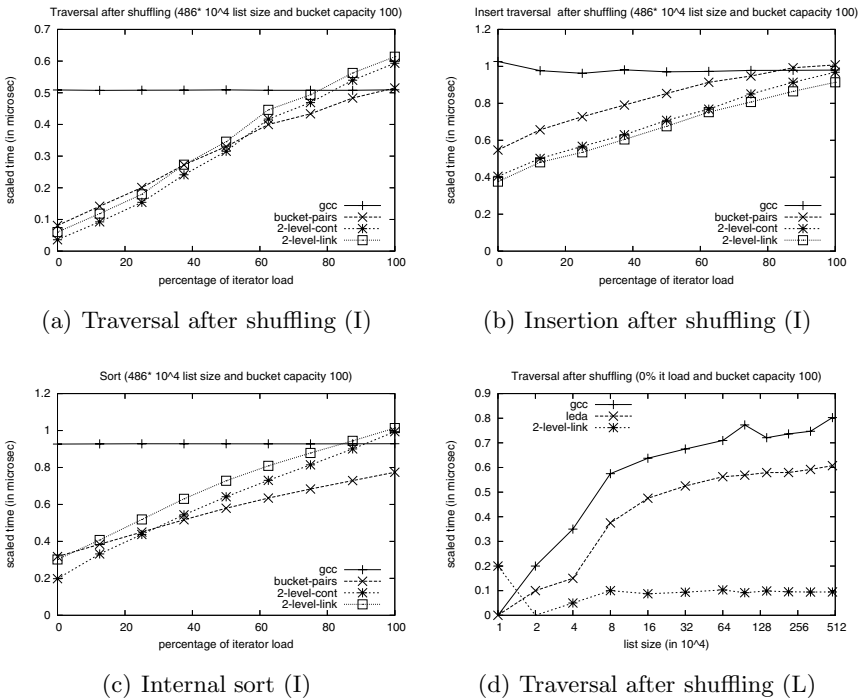 Traversal after shuffling (486* 10^4 list size and bucket capacity 100)
0.7
0.6
0.5
0.4
0.3
0.2
0.1
0
scaled time (in microsec)
gcc
bucket-pairs
2-level-cont
2-level-link
0 20 40 60 80 100
percentage of iterator load
(a) Traversal after shuffling (I)
Insert traversal after shuffling (486* 10^4 list size and bucket capacity 100)
1.2
1
0.8
0.6
0.4
0.2
0
scaled time (in microsec)
gcc
bucket-pairs
2-level-cont
2-level-link
0 20 40 60 80 100
percentage of iterator load
(b) Insertion after shuffling (I)
Sort (486* 10^4 list size and bucket capacity 100)
1.2
1
0.8
0.6
0.4
0.2
0
scaled time (in microsec)
gcc
bucket-pairs
2-level-cont
2-level-link
0 20 40 60 80 100
percentage of iterator load
(c) Internal sort (I)
Traversal after shuffling (0% it load and bucket capacity 100)
0.9
0.8
0.7
0.6
0.5
0.4
0.3
0.2
0.1
0
scaled time (in microsec)
gcc
leda
2-level-link
1 2 4 8 16 32 64 128 256 512
list size (in 10^4)
(d) Traversal after shuffling (L)